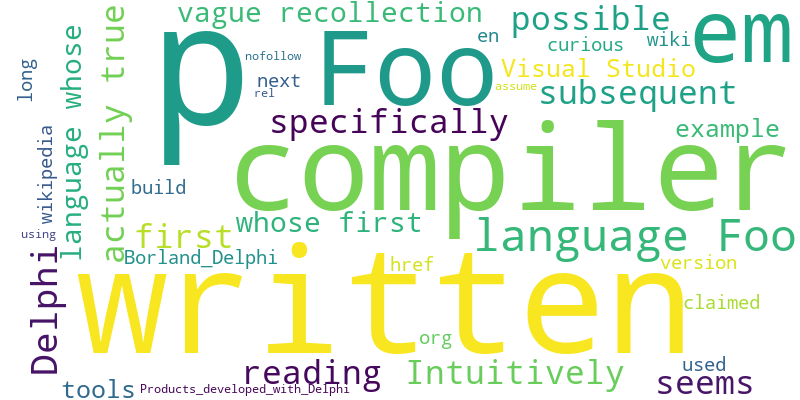 vague recollection
possible
em
p
Foo
en
curious
wiki
nofollow
next
rel
Visual Studio
assume
subsequent
long
language whose
actually true
specifically
example
compiler
wikipedia
build
first
whose first
language Foo
using
Borland_Delphi
href
version
Delphi
written
claimed
org
reading
Intuitively
used
seems
tools
Products_developed_with_Delphi